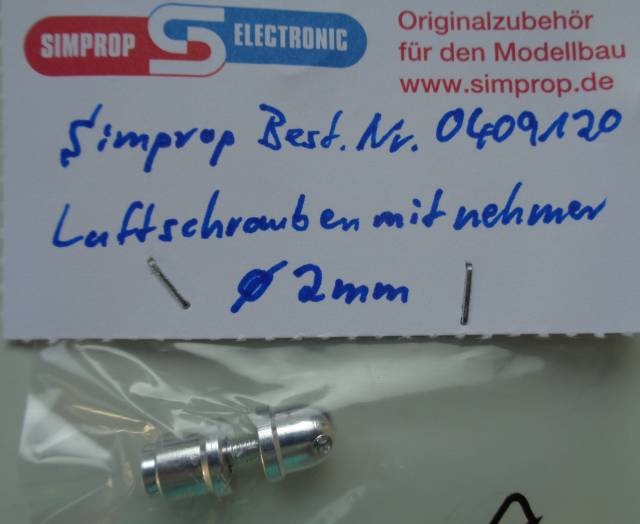 SIMPROP ELECTRONIC
Originalzubehör
für den Modellbau
www.simprop.de
Simprop Best. Nr. 0409120
Luftschraubenmitnehmer
Ø 2mm